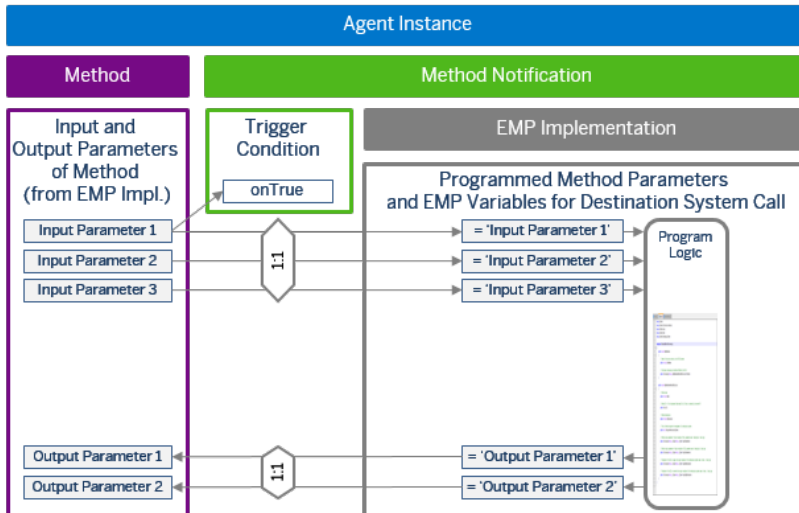 Agent Instance
Method
Method Notification
Input and
Output Parameters
of Method
(from EMP Impl.)
Trigger
Condition
onTrue
EMP Implementation
Programmed Method Parameters
and EMP Variables for Destination System Call
Input Parameter 1
Input Parameter 2
Input Parameter 3
1:1
= 'Input Parameter 1'
= 'Input Parameter 2'
= 'Input Parameter 3'
Program
Logic
Output Parameter 1
Output Parameter 2
1:1
= 'Output Parameter 1'
= 'Output Parameter 2'